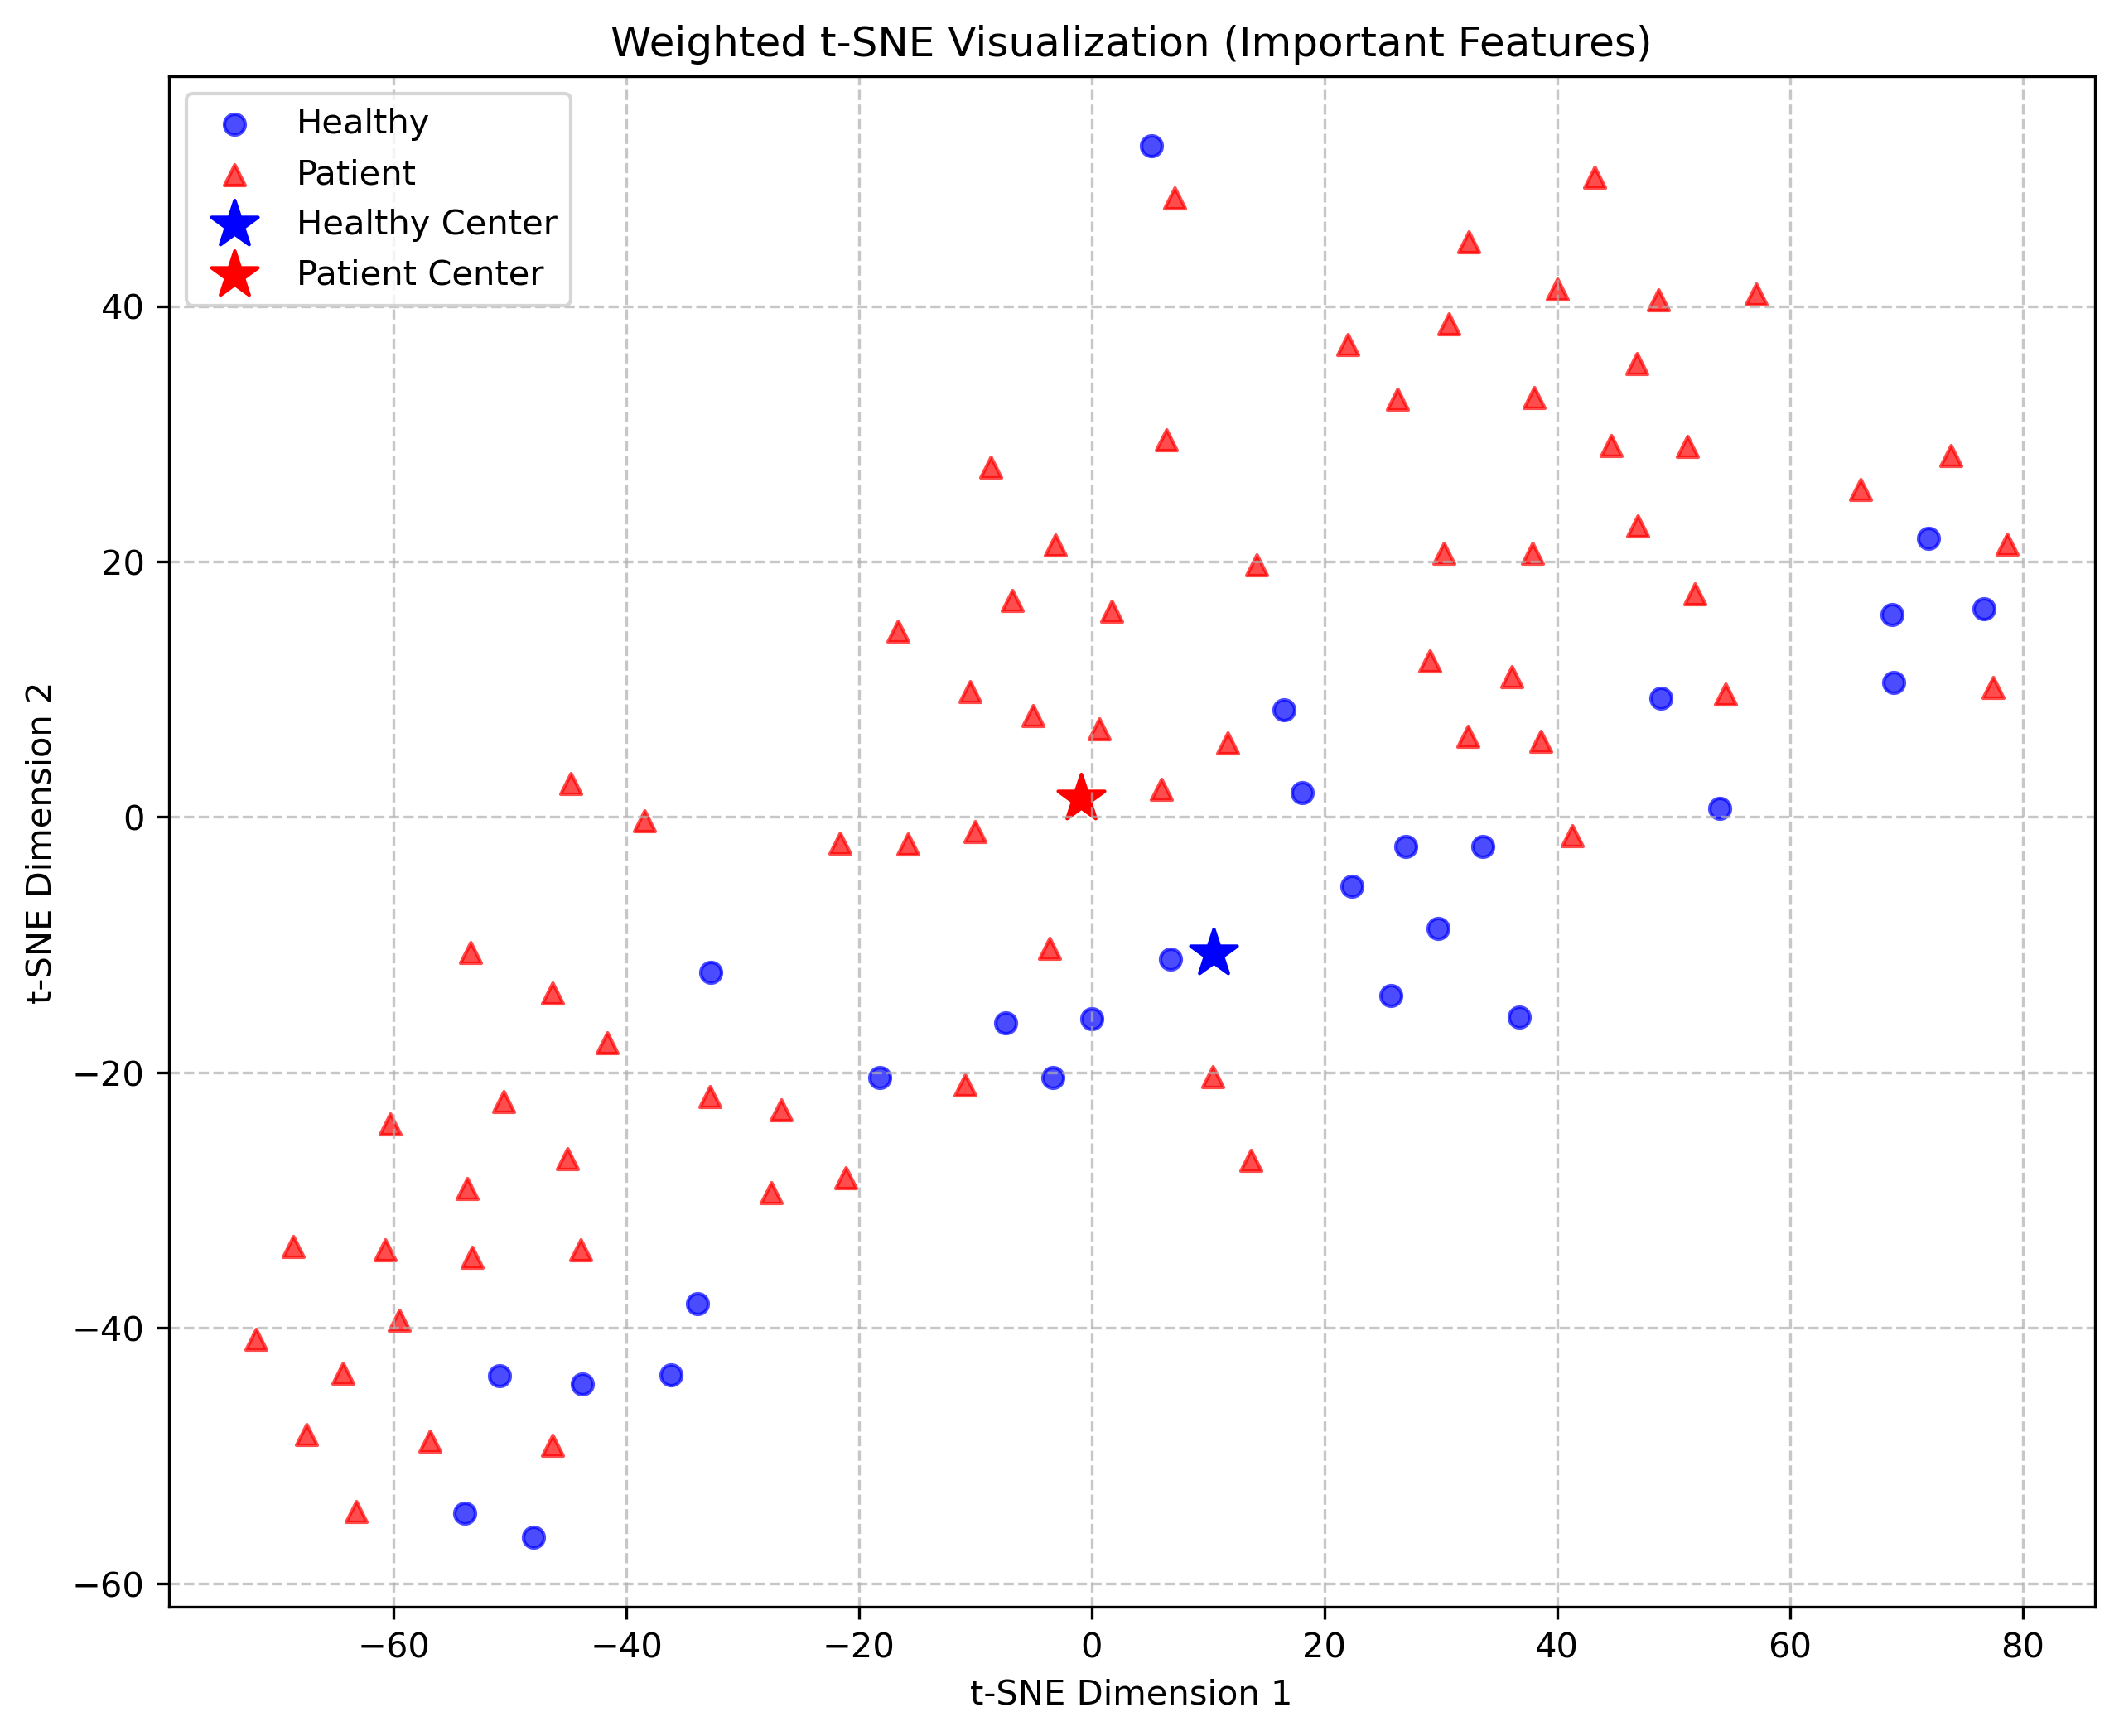 Weighted t-SNE Visualization (Important Features)
Healthy
Patient
Healthy Center
Patient Center
t-SNE Dimension 2
40
20
0
−20
−40
−60
−60 −40 −20 0 20 40 60 80
t-SNE Dimension 1